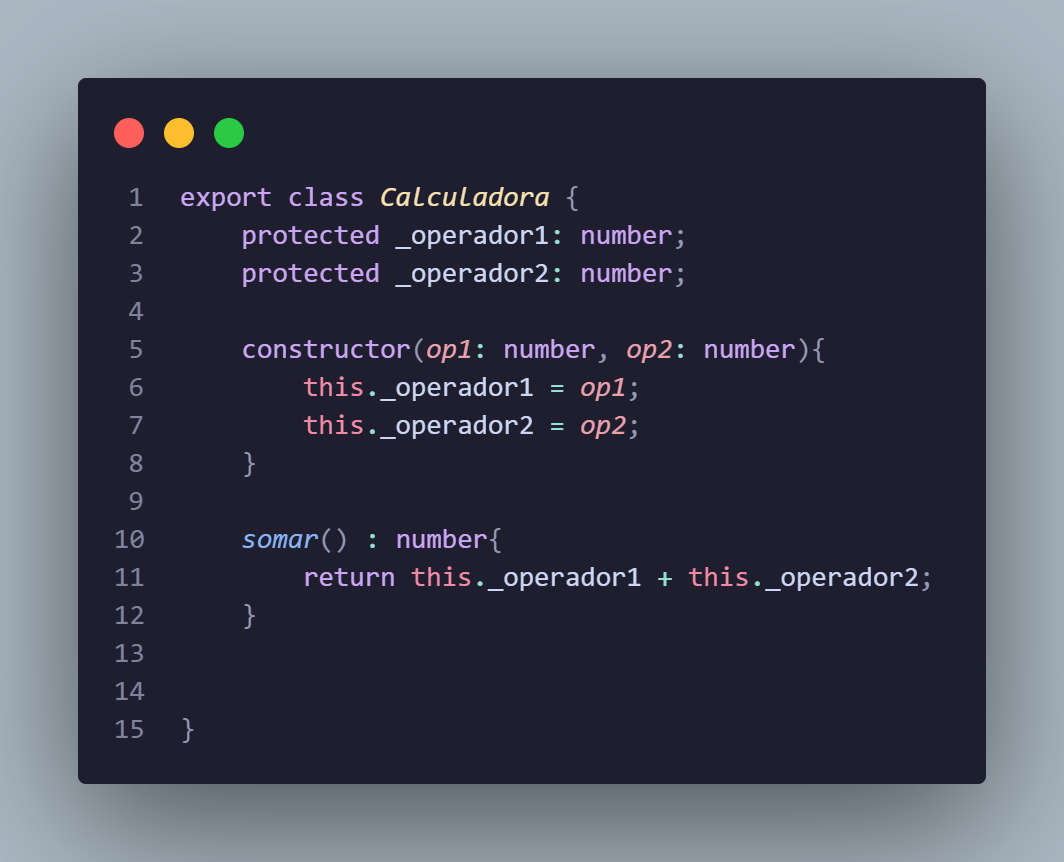 1 export class Calculadora {
2     protected _operador1: number;
3     protected _operador2: number;
4
5     constructor(op1: number, op2: number){
6         this._operador1 = op1;
7         this._operador2 = op2;
8     }
9
10     somar() : number{
11         return this._operador1 + this._operador2;
12     }
13
14
15 }